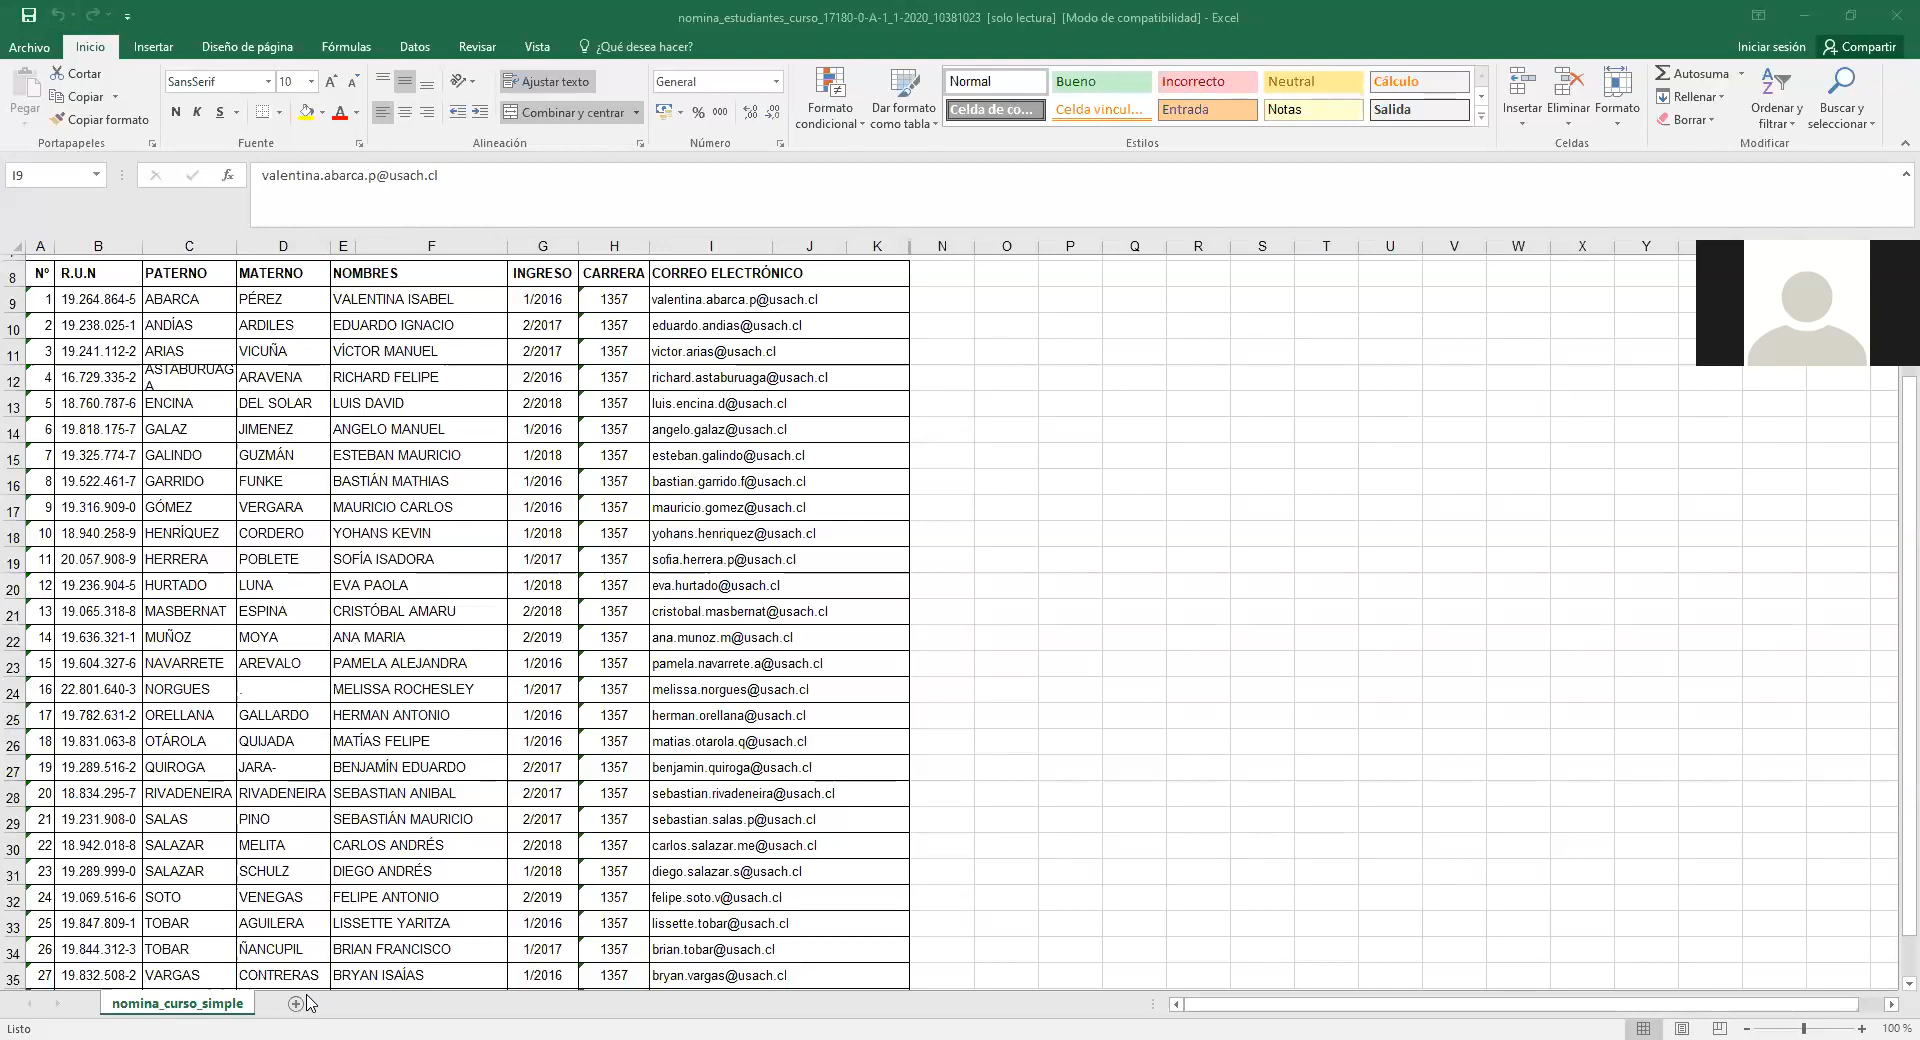 nomina_estudiantes_curso_17180-0-A-1_1-2020_10381023 [solo lectura] [Modo de compatibilidad] - Excel
Archivo Inicio Insertar Diseño de página Fórmulas Datos Revisar Vista ¿Qué desea hacer? Iniciar sesión Compartir
Pegar Cortar Copiar Copiar formato
SansSerif 10 N K S
Ajustar texto Combinar y centrar
General % 000
Formato condicional Dar formato como tabla
Normal Bueno Incorrecto Neutral Cálculo
Celda de co... Celda vincul... Entrada Notas Salida
Insertar Eliminar Formato
Autosuma Rellenar Borrar Ordenar y filtrar Buscar y seleccionar
Portapapeles Fuente Alineación Número Estilos Celdas Modificar
I9 fx valentina.abarca.p@usach.cl
A B C D E F G H I J K N O P Q R S T U V W X Y
8 Nº R.U.N PATERNO MATERNO NOMBRES INGRESO CARRERA CORREO ELECTRÓNICO
9 1 19.264.864-5 ABARCA PÉREZ VALENTINA ISABEL 1/2016 1357 valentina.abarca.p@usach.cl
10 2 19.238.025-1 ANDÍAS ARDILES EDUARDO IGNACIO 2/2017 1357 eduardo.andias@usach.cl
11 3 19.241.112-2 ARIAS VICUÑA VÍCTOR MANUEL 2/2017 1357 victor.arias@usach.cl
12 4 16.729.335-2 ASTABURUAGA ARAVENA RICHARD FELIPE 2/2016 1357 richard.astaburuaga@usach.cl
13 5 18.760.787-6 ENCINA DEL SOLAR LUIS DAVID 2/2018 1357 luis.encina.d@usach.cl
14 6 19.818.175-7 GALAZ JIMENEZ ANGELO MANUEL 1/2016 1357 angelo.galaz@usach.cl
15 7 19.325.774-7 GALINDO GUZMÁN ESTEBAN MAURICIO 1/2018 1357 esteban.galindo@usach.cl
16 8 19.522.461-7 GARRIDO FUNKE BASTIÁN MATHIAS 1/2016 1357 bastian.garrido.f@usach.cl
17 9 19.316.909-0 GÓMEZ VERGARA MAURICIO CARLOS 1/2016 1357 mauricio.gomez@usach.cl
18 10 18.940.258-9 HENRÍQUEZ CORDERO YOHANS KEVIN 1/2018 1357 yohans.henriquez@usach.cl
19 11 20.057.908-9 HERRERA POBLETE SOFÍA ISADORA 1/2017 1357 sofia.herrera.p@usach.cl
20 12 19.236.904-5 HURTADO LUNA EVA PAOLA 1/2018 1357 eva.hurtado@usach.cl
21 13 19.065.318-8 MASBERNAT ESPINA CRISTÓBAL AMARU 2/2018 1357 cristobal.masbernat@usach.cl
22 14 19.636.321-1 MUÑOZ MOYA ANA MARIA 2/2019 1357 ana.munoz.m@usach.cl
23 15 19.604.327-6 NAVARRETE AREVALO PAMELA ALEJANDRA 1/2016 1357 pamela.navarrete.a@usach.cl
24 16 22.801.640-3 NORGUES . MELISSA ROCHESLEY 1/2017 1357 melissa.norgues@usach.cl
25 17 19.782.631-2 ORELLANA GALLARDO HERMAN ANTONIO 1/2016 1357 herman.orellana@usach.cl
26 18 19.831.063-8 OTÁROLA QUIJADA MATÍAS FELIPE 1/2016 1357 matias.otarola.q@usach.cl
27 19 19.289.516-2 QUIROGA JARA- BENJAMÍN EDUARDO 2/2017 1357 benjamin.quiroga@usach.cl
28 20 18.834.295-7 RIVADENEIRA RIVADENEIRA SEBASTIAN ANIBAL 2/2017 1357 sebastian.rivadeneira@usach.cl
29 21 19.231.908-0 SALAS PINO SEBASTIÁN MAURICIO 2/2017 1357 sebastian.salas.p@usach.cl
30 22 18.942.018-8 SALAZAR MELITA CARLOS ANDRÉS 2/2018 1357 carlos.salazar.me@usach.cl
31 23 19.289.999-0 SALAZAR SCHULZ DIEGO ANDRÉS 1/2018 1357 diego.salazar.s@usach.cl
32 24 19.069.516-6 SOTO VENEGAS FELIPE ANTONIO 2/2019 1357 felipe.soto.v@usach.cl
33 25 19.847.809-1 TOBAR AGUILERA LISSETTE YARITZA 1/2016 1357 lissette.tobar@usach.cl
34 26 19.844.312-3 TOBAR ÑANCUPIL BRIAN FRANCISCO 1/2017 1357 brian.tobar@usach.cl
35 27 19.832.508-2 VARGAS CONTRERAS BRYAN ISAÍAS 1/2016 1357 bryan.vargas@usach.cl
nomina_curso_simple
Listo 100 %